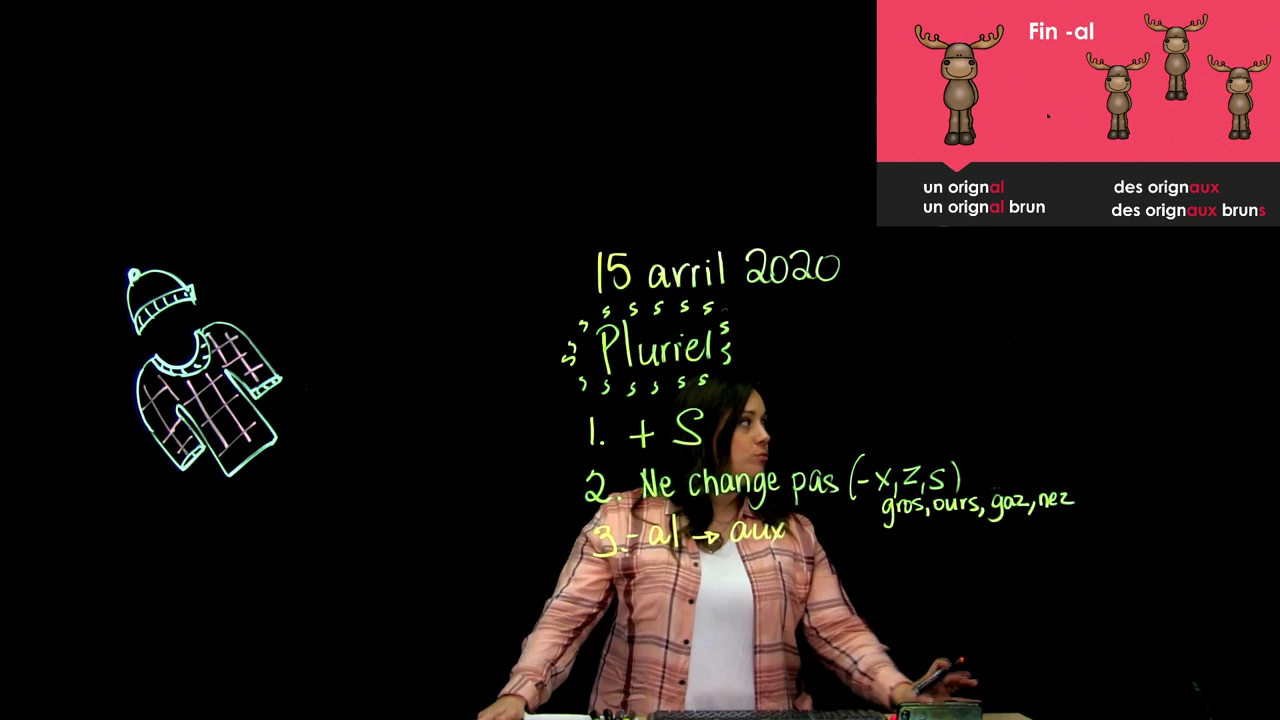 Fin -al
un orignal
un orignal brun
des orignaux
des orignaux bruns
15 avril 2020
s s s s s
s s s Pluriel s s s
s s s s s s
1. + S
2. Ne change pas (-x, z, s)
gros, ours, gaz, nez
3. - al → aux